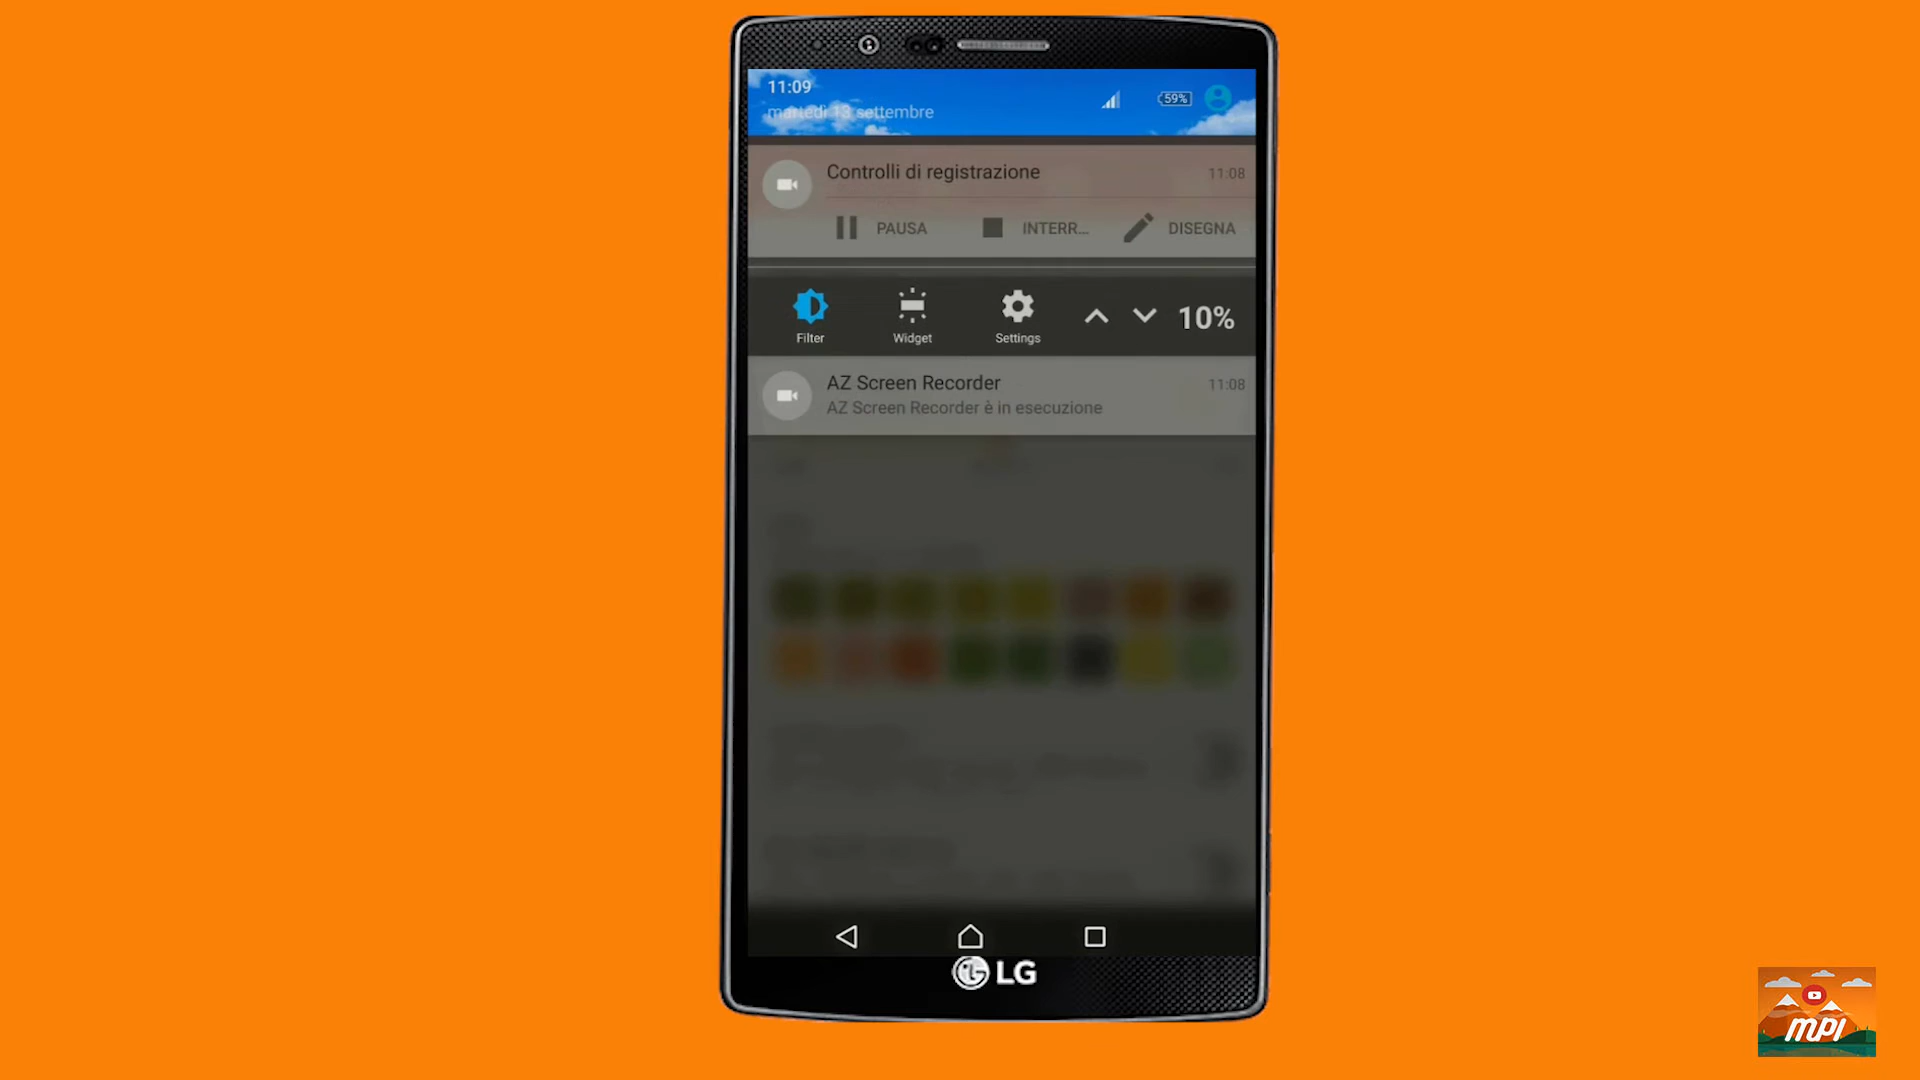 11:09
martedì 13 settembre
59%
Controlli di registrazione
11:08
PAUSA
INTERR...
DISEGNA
Filter
Widget
Settings
10%
AZ Screen Recorder
11:08
AZ Screen Recorder è in esecuzione
LG
MPI